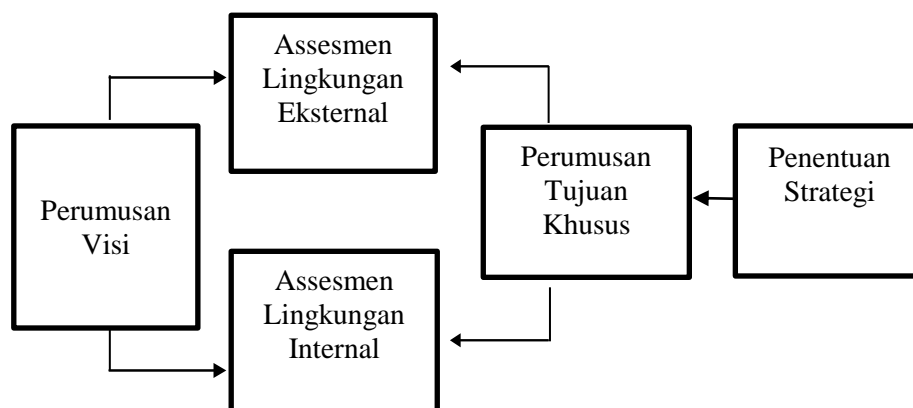 Assesmen
Lingkungan
Eksternal
Perumusan
Visi
Assesmen
Lingkungan
Internal
Perumusan
Tujuan
Khusus
Penentuan
Strategi